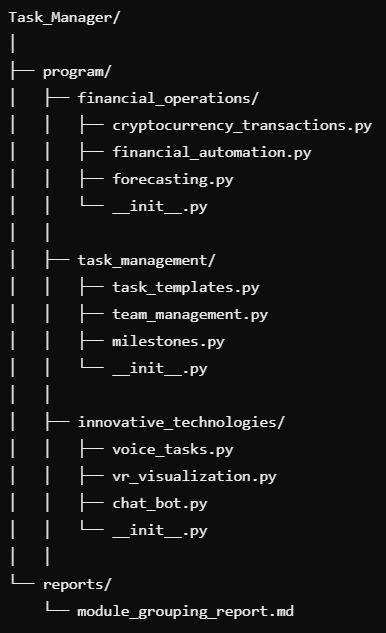 Task_Manager/
│
├── program/
│   ├── financial_operations/
│   │   ├── cryptocurrency_transactions.py
│   │   ├── financial_automation.py
│   │   ├── forecasting.py
│   │   └── __init__.py
│   │
│   ├── task_management/
│   │   ├── task_templates.py
│   │   ├── team_management.py
│   │   ├── milestones.py
│   │   └── __init__.py
│   │
│   ├── innovative_technologies/
│   │   ├── voice_tasks.py
│   │   ├── vr_visualization.py
│   │   ├── chat_bot.py
│   │   └── __init__.py
│   │
└── reports/
    └── module_grouping_report.md